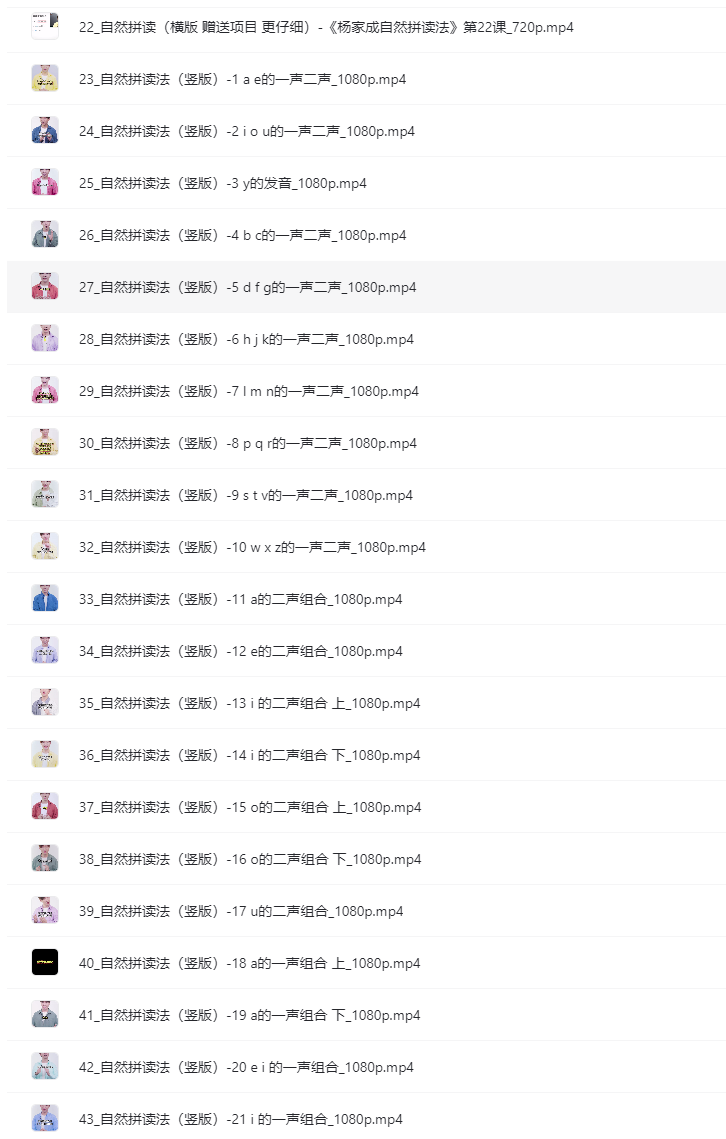 22_自然拼读（横版 赠送项目 更仔细）-《杨家成自然拼读法》第22课_720p.mp4
23_自然拼读法（竖版）-1 a e的一声二声_1080p.mp4
24_自然拼读法（竖版）-2 i o u的一声二声_1080p.mp4
25_自然拼读法（竖版）-3 y的发音_1080p.mp4
26_自然拼读法（竖版）-4 b c的一声二声_1080p.mp4
27_自然拼读法（竖版）-5 d f g的一声二声_1080p.mp4
28_自然拼读法（竖版）-6 h j k的一声二声_1080p.mp4
29_自然拼读法（竖版）-7 l m n的一声二声_1080p.mp4
30_自然拼读法（竖版）-8 p q r的一声二声_1080p.mp4
31_自然拼读法（竖版）-9 s t v的一声二声_1080p.mp4
32_自然拼读法（竖版）-10 w x z的一声二声_1080p.mp4
33_自然拼读法（竖版）-11 a的二声组合_1080p.mp4
34_自然拼读法（竖版）-12 e的二声组合_1080p.mp4
35_自然拼读法（竖版）-13 i 的二声组合 上_1080p.mp4
36_自然拼读法（竖版）-14 i 的二声组合 下_1080p.mp4
37_自然拼读法（竖版）-15 o的二声组合 上_1080p.mp4
38_自然拼读法（竖版）-16 o的二声组合 下_1080p.mp4
39_自然拼读法（竖版）-17 u的二声组合_1080p.mp4
40_自然拼读法（竖版）-18 a的一声组合 上_1080p.mp4
41_自然拼读法（竖版）-19 a的一声组合 下_1080p.mp4
42_自然拼读法（竖版）-20 e i 的一声组合_1080p.mp4
43_自然拼读法（竖版）-21 i 的一声组合_1080p.mp4